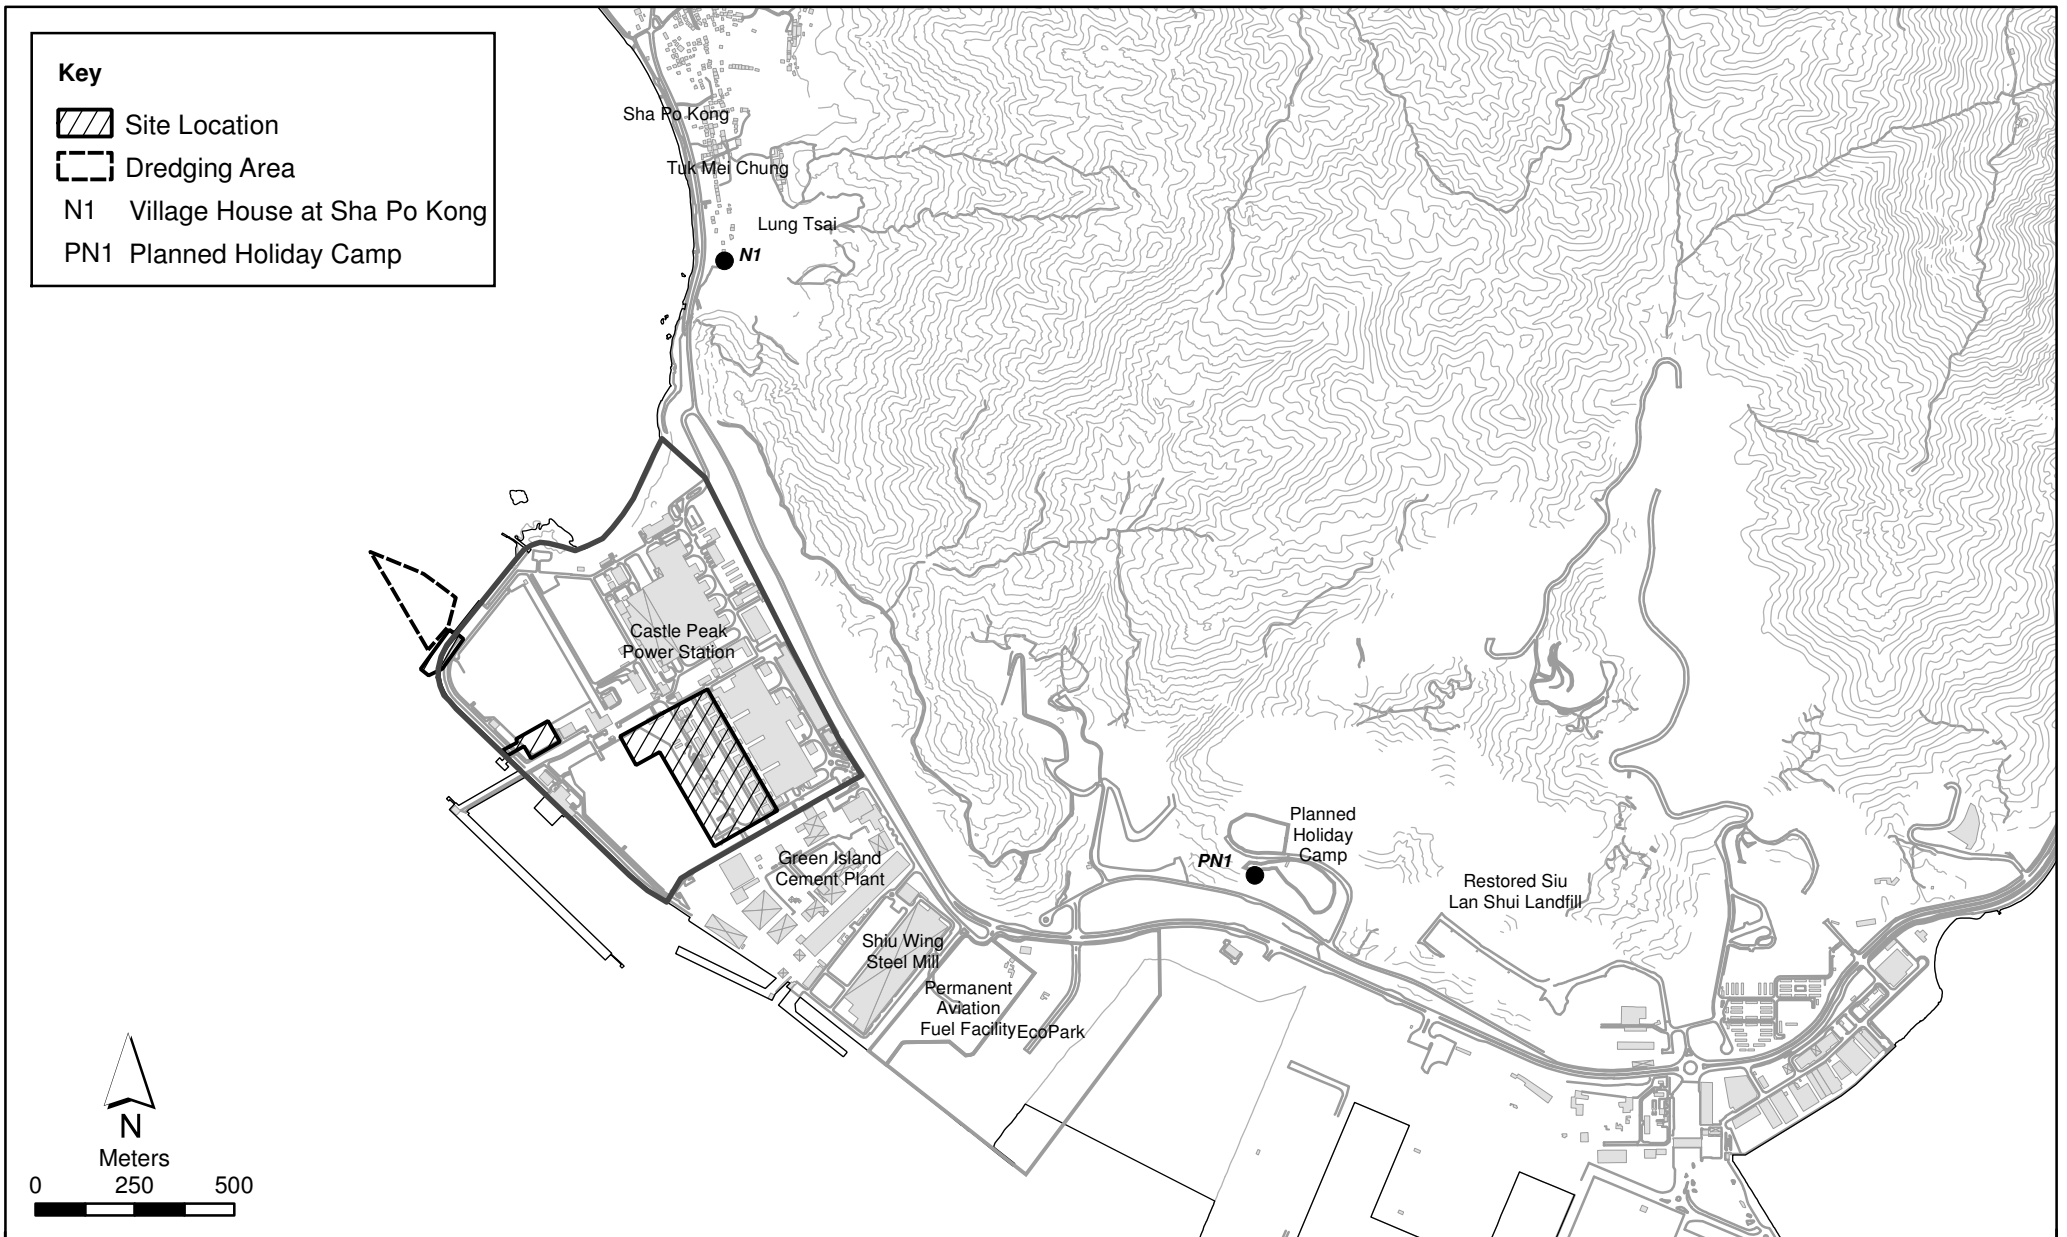 Key
Site Location
Dredging Area
N1 Village House at Sha Po Kong
PN1 Planned Holiday Camp
Sha Po Kong
Tuk Mei Chung
Lung Tsai
N1
Castle Peak
Power Station
Planned
Holiday
Camp
PN1
Green Island
Cement Plant
Restored Siu
Lan Shui Landfill
Shiu Wing
Steel Mill
Permanent
Aviation
Fuel Facility
EcoPark
N
Meters
0 250 500